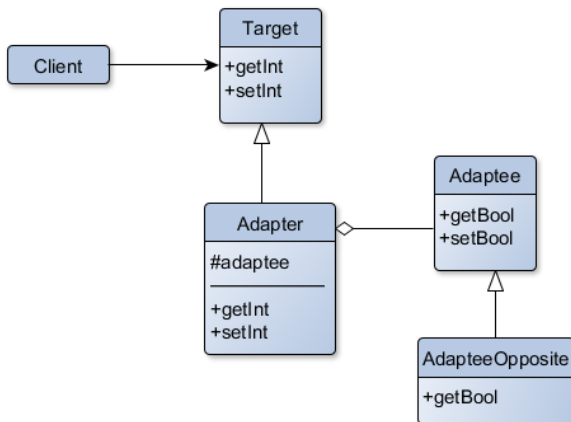 Target
+getInt
+setInt
Client
Adapter
#adaptee
+getInt
+setInt
Adaptee
+getBool
+setBool
AdapteeOpposite
+getBool